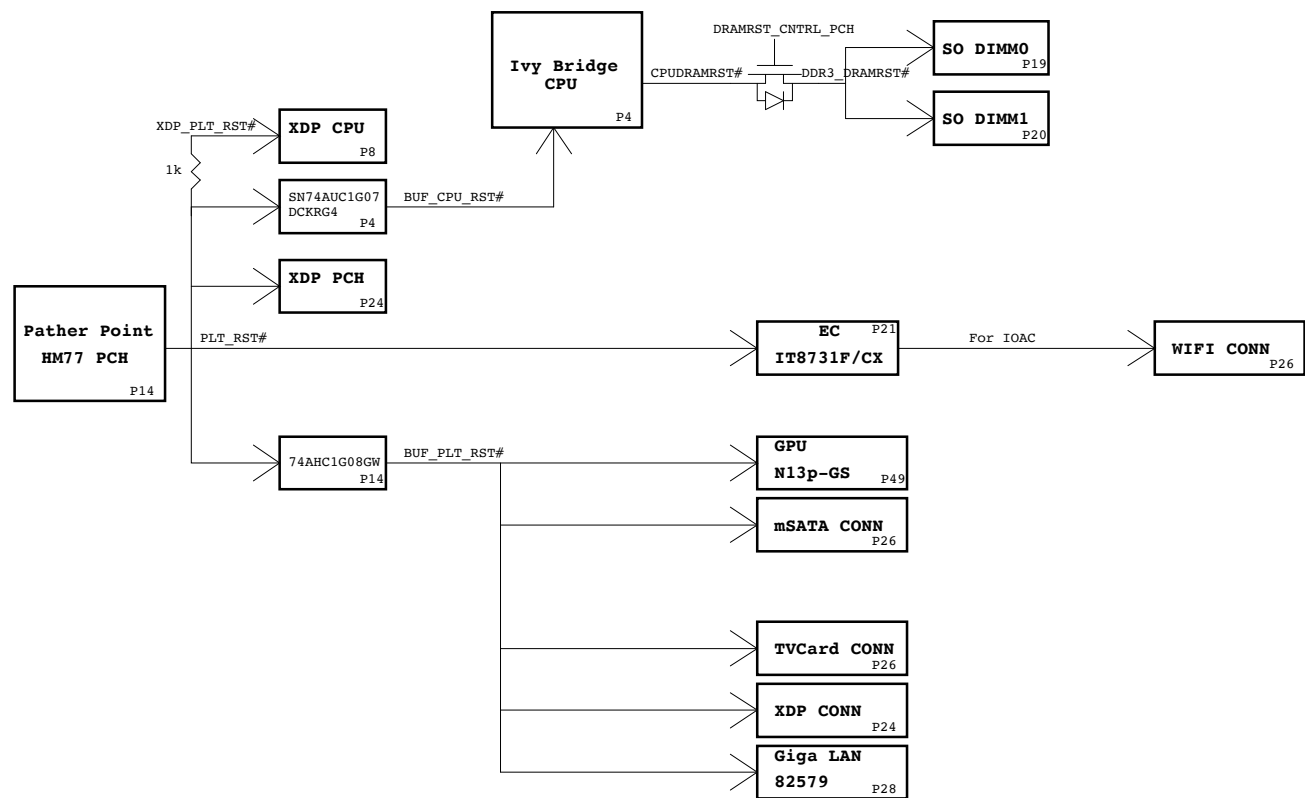 DRAMRST_CNTRL_PCH
Ivy Bridge
CPU
P4
CPUDRAMRST#
DDR3_DRAMRST#
SO DIMM0
P19
SO DIMM1
P20
XDP_PLT_RST#
XDP CPU
P8
1k
SN74AUC1G07
DCKRG4
P4
BUF_CPU_RST#
XDP PCH
P24
Pather Point
HM77 PCH
P14
PLT_RST#
EC
P21
IT8731F/CX
For IOAC
WIFI CONN
P26
74AHC1G08GW
P14
BUF_PLT_RST#
GPU
N13p-GS
P49
mSATA CONN
P26
TVCard CONN
P26
XDP CONN
P24
Giga LAN
82579
P28